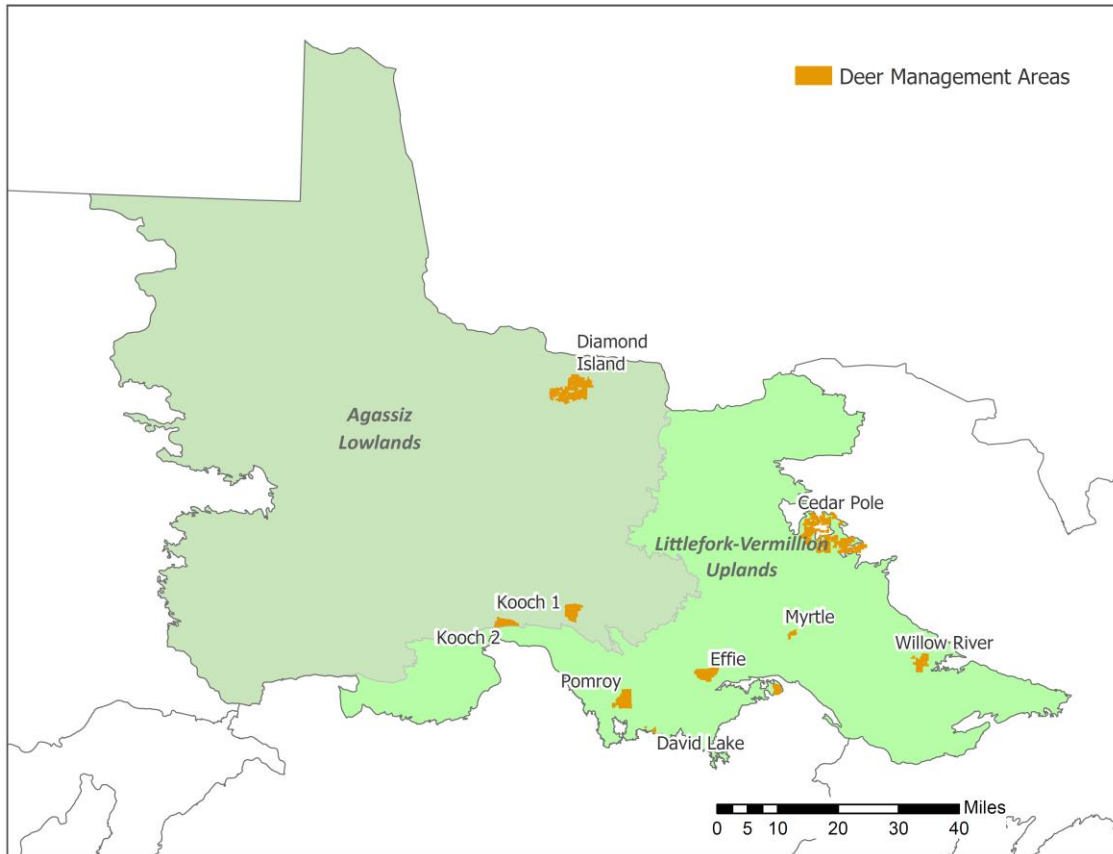 Deer Management Areas
Diamond
Island
Agassiz
Lowlands
Cedar Pole
Littlefork-Vermillion
Uplands
Kooch 1
Kooch 2
Myrtle
Willow River
Effie
Pomroy
David Lake
Miles
0 5 10 20 30 40